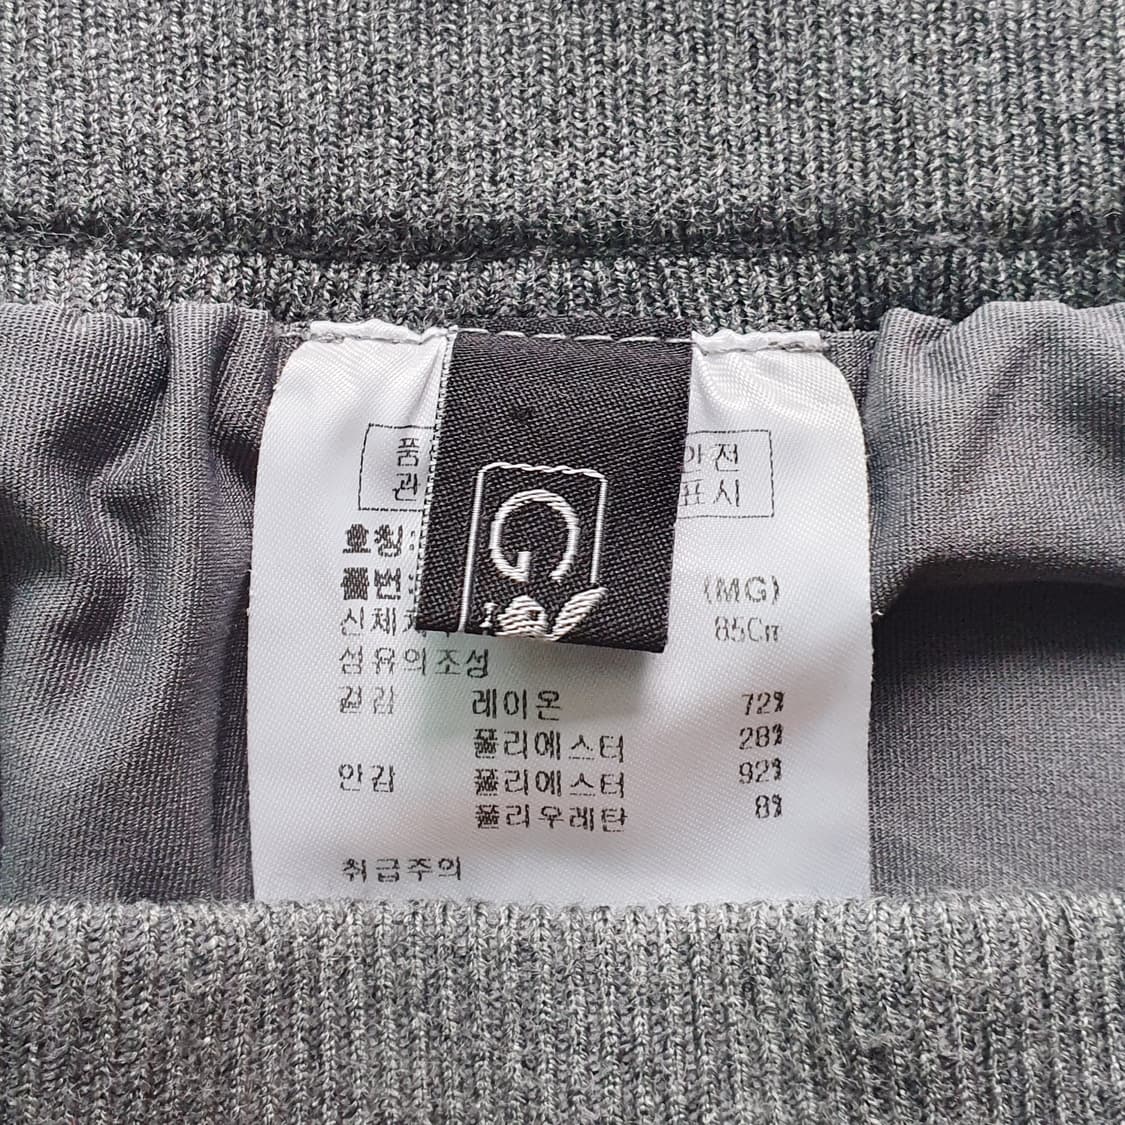 품
안전
관
표시
호칭:
품번:
(MG)
신체치
85Cm
섬유의조성
겉감 레이온 72%
폴리에스터 28%
안감 폴리에스터 92%
폴리우레탄 8%
취급주의
G